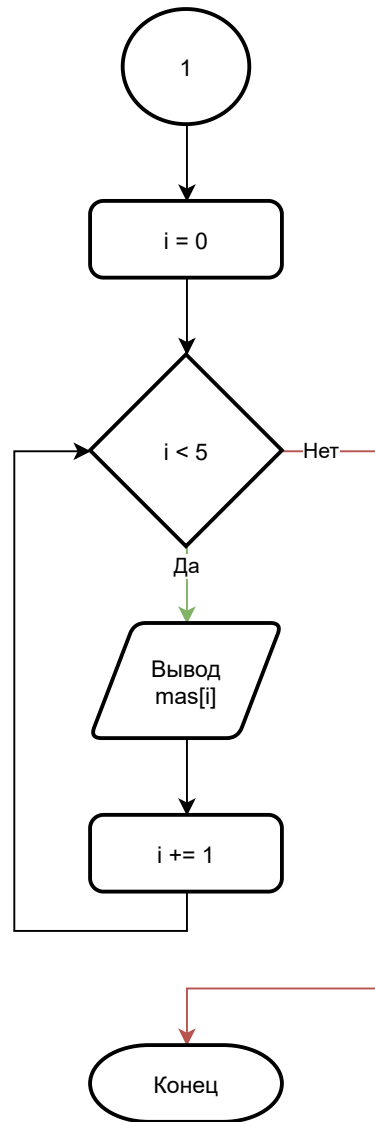 1
i = 0
i < 5
Нет
Да
Вывод
mas[i]
i += 1
Конец